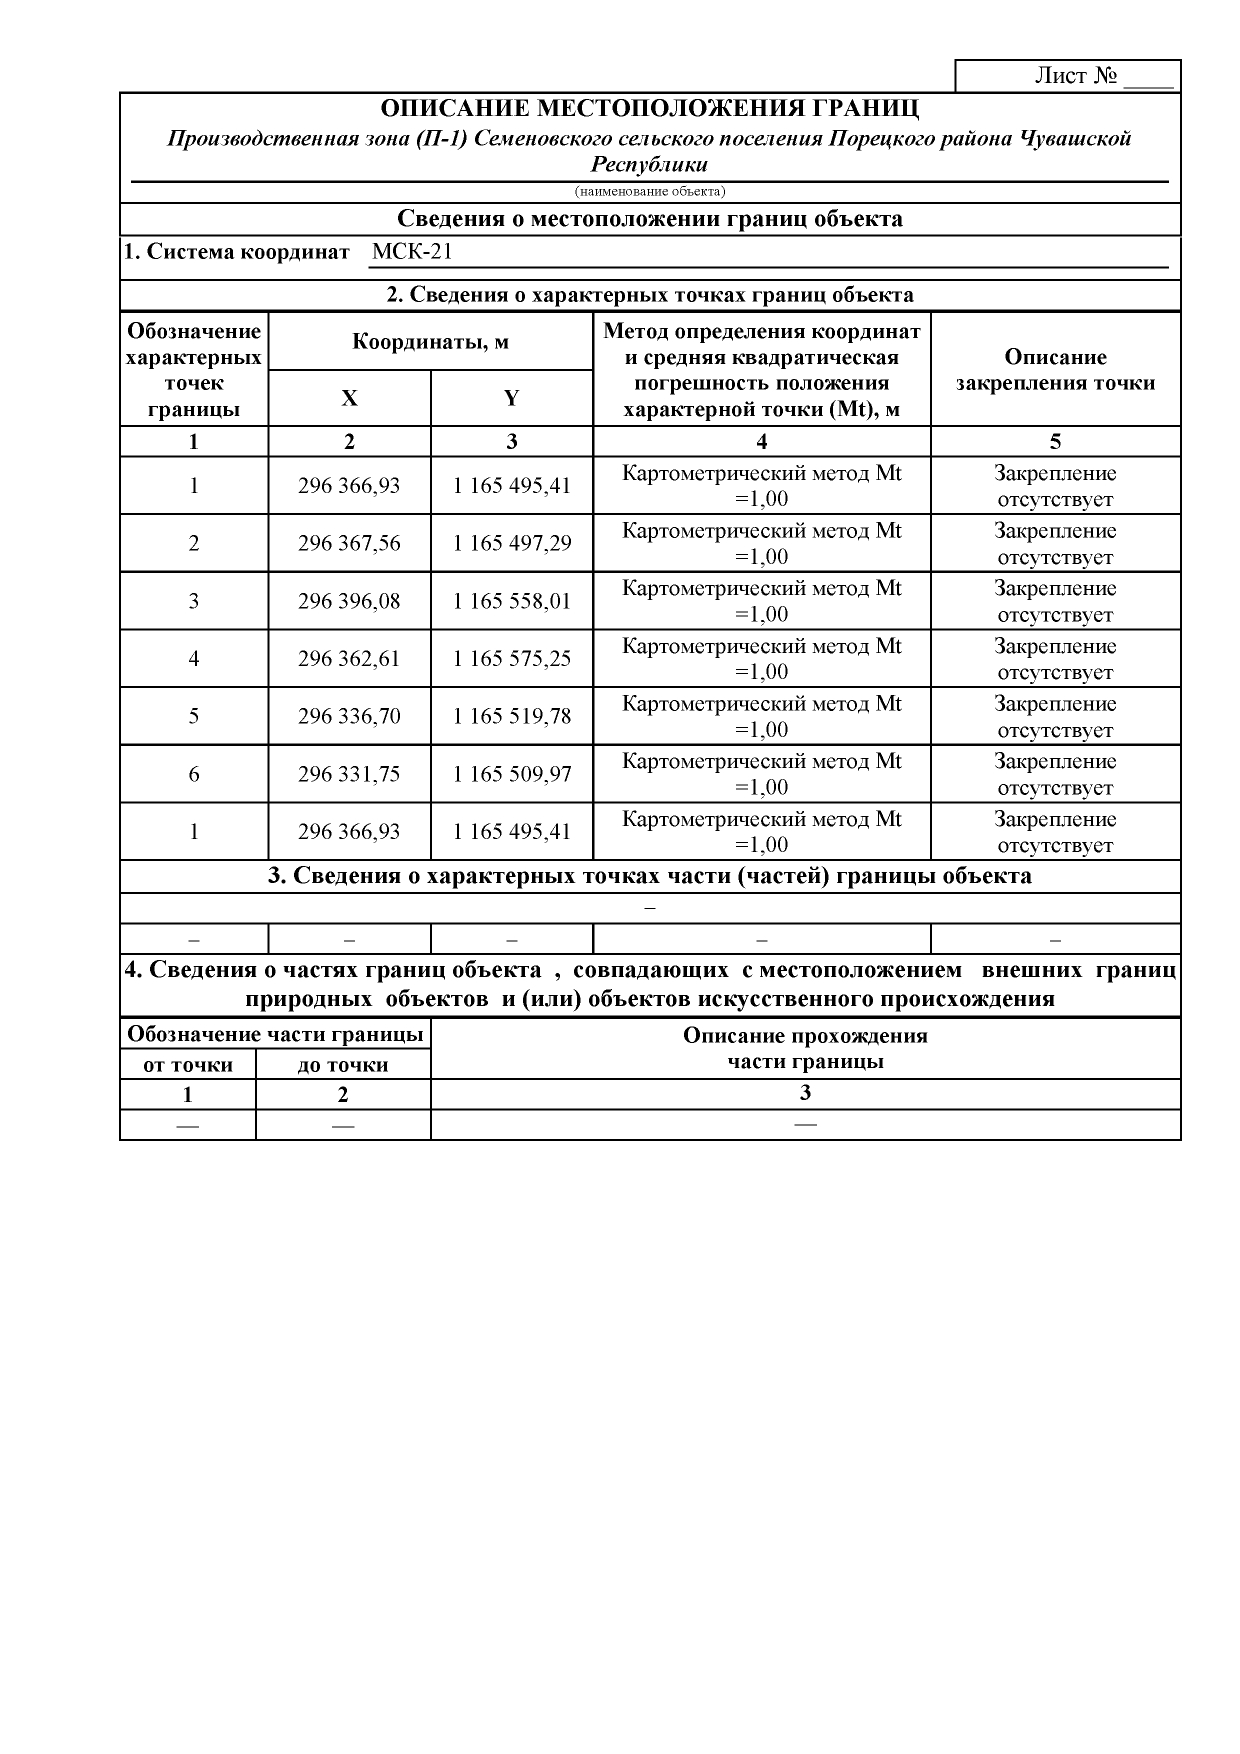 Лист № ____
ОПИСАНИЕ МЕСТОПОЛОЖЕНИЯ ГРАНИЦ
Производственная зона (П-1) Семеновского сельского поселения Порецкого района Чувашской
Республики
(наименование объекта)
Сведения о местоположении границ объекта
1. Система координат МСК-21
2. Сведения о характерных точках границ объекта
Обозначение
характерных
точек
границы
Координаты, м
X
Y
Метод определения координат
и средняя квадратическая
погрешность положения
характерной точки (Mt), м
Описание
закрепления точки
1 2 3 4 5
1 296 366,93 1 165 495,41 Картометрический метод Mt
=1,00
Закрепление
отсутствует
2 296 367,56 1 165 497,29 Картометрический метод Mt
=1,00
Закрепление
отсутствует
3 296 396,08 1 165 558,01 Картометрический метод Mt
=1,00
Закрепление
отсутствует
4 296 362,61 1 165 575,25 Картометрический метод Mt
=1,00
Закрепление
отсутствует
5 296 336,70 1 165 519,78 Картометрический метод Mt
=1,00
Закрепление
отсутствует
6 296 331,75 1 165 509,97 Картометрический метод Mt
=1,00
Закрепление
отсутствует
1 296 366,93 1 165 495,41 Картометрический метод Mt
=1,00
Закрепление
отсутствует
3. Сведения о характерных точках части (частей) границы объекта
–
– – – – –
4. Сведения о частях границ объекта , совпадающих с местоположением внешних границ
природных объектов и (или) объектов искусственного происхождения
Обозначение части границы
от точки
до точки
Описание прохождения
части границы
1 2 3
— — —